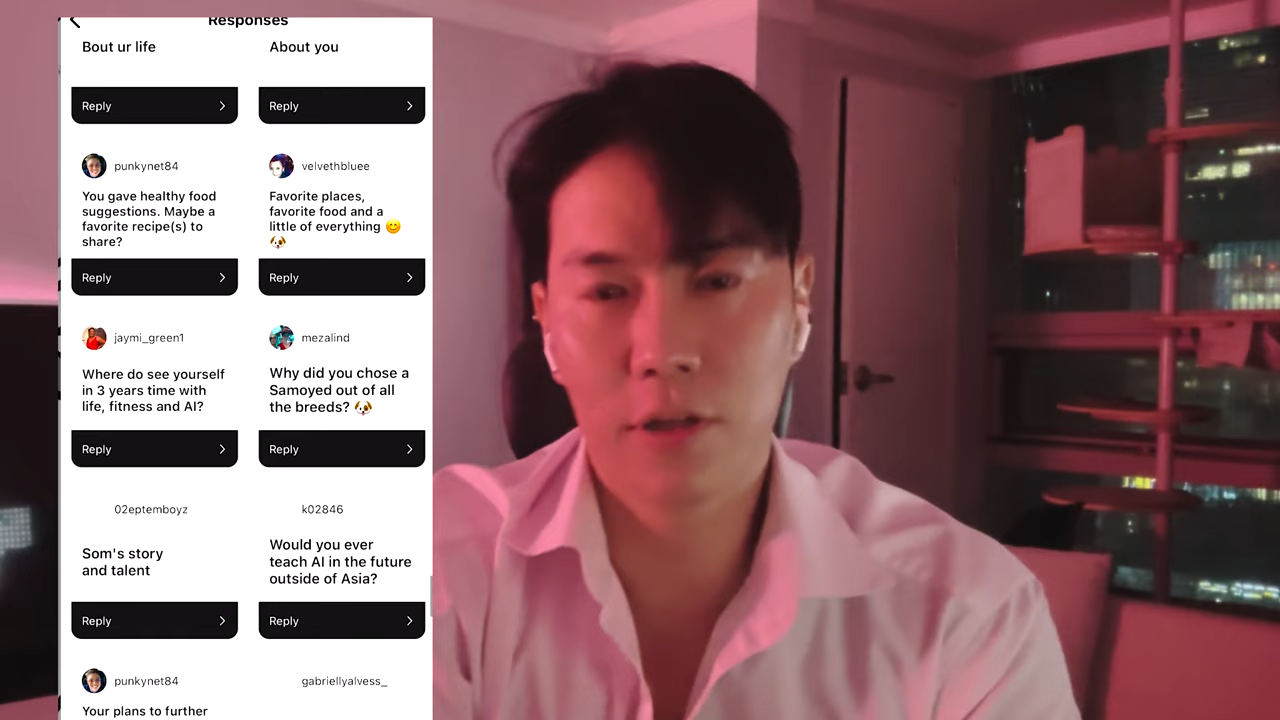 Responses
Bout ur life
About you
Reply
Reply
punkynet84
You gave healthy food
suggestions. Maybe a
favorite recipe(s) to
share?
Reply
velvethbluee
Favorite places,
favorite food and a
little of everything 😊
🐶
Reply
jaymi_green1
Where do see yourself
in 3 years time with
life, fitness and AI?
Reply
mezalind
Why did you chose a
Samoyed out of all
the breeds? 🐶
Reply
02eptemboyz
Som's story
and talent
Reply
k02846
Would you ever
teach AI in the future
outside of Asia?
Reply
punkynet84
Your plans to further
gabriellyalvess_